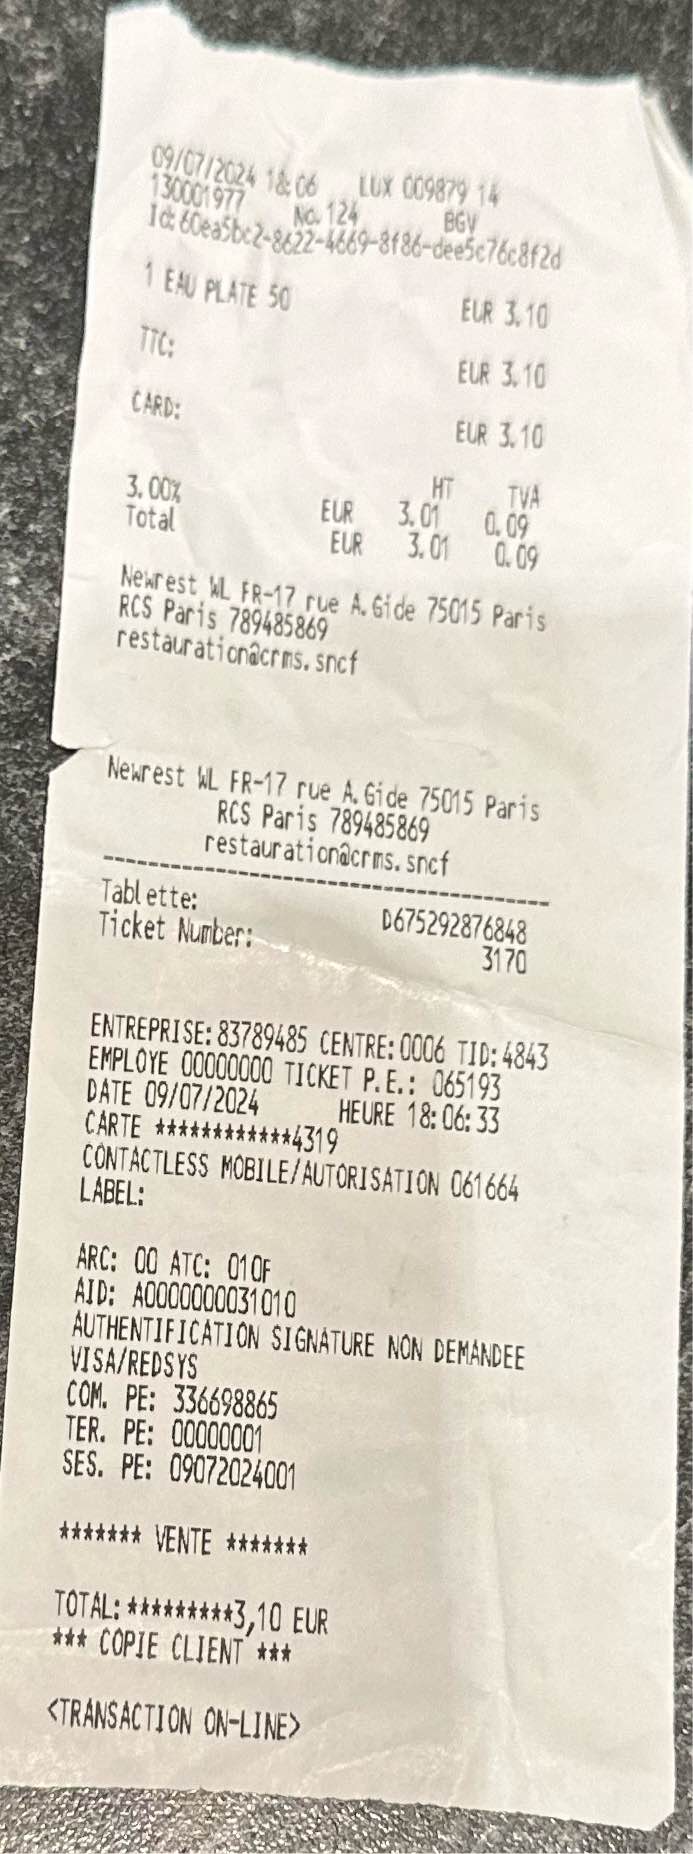 09/07/2024 18:06 LUX 009879 14
130001977 No. 124 BGV
Id: 60ea5bc2-8622-4669-8f86-dee5c76c8f2d
1 EAU PLATE 50 EUR 3.10
TTC: EUR 3.10
CARD: EUR 3.10
HT TVA
3.00% EUR 3.01 0.09
Total EUR 3.01 0.09
Newrest WL FR-17 rue A.Gide 75015 Paris
RCS Paris 789485869
restauration@crms.sncf
Newrest WL FR-17 rue A.Gide 75015 Paris
RCS Paris 789485869
restauration@crms.sncf
----------------------------------------
Tablette: D675292876848
Ticket Number: 3170
ENTREPRISE: 83789485 CENTRE: 0006 TID: 4843
EMPLOYE 00000000 TICKET P.E.: 065193
DATE 09/07/2024 HEURE 18:06:33
CARTE ************4319
CONTACTLESS MOBILE/AUTORISATION 061664
LABEL:
ARC: 00 ATC: 010F
AID: A0000000031010
AUTHENTIFICATION SIGNATURE NON DEMANDEE
VISA/REDSYS
COM. PE: 336698865
TER. PE: 00000001
SES. PE: 09072024001
******* VENTE *******
TOTAL: *********3,10 EUR
*** COPIE CLIENT ***
<TRANSACTION ON-LINE>